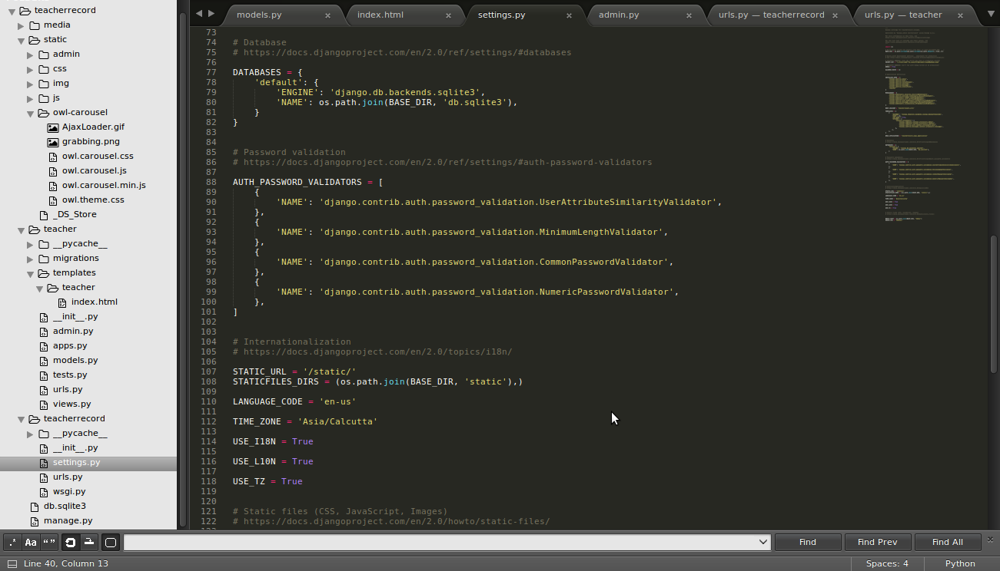 teacherrecord
media
static
admin
css
img
js
owl-carousel
AjaxLoader.gif
grabbing.png
owl.carousel.css
owl.carousel.js
owl.carousel.min.js
owl.theme.css
_DS_Store
teacher
__pycache__
migrations
templates
teacher
index.html
__init__.py
admin.py
apps.py
models.py
tests.py
urls.py
views.py
teacherrecord
__pycache__
__init__.py
settings.py
urls.py
wsgi.py
db.sqlite3
manage.py
models.py × index.html × settings.py × admin.py × urls.py — teacherrecord × urls.py — teacher ×
73
74 # Database
75 # https://docs.djangoproject.com/en/2.0/ref/settings/#databases
76
77 DATABASES = {
78 'default': {
79 'ENGINE': 'django.db.backends.sqlite3',
80 'NAME': os.path.join(BASE_DIR, 'db.sqlite3'),
81 }
82 }
83
84
85 # Password validation
86 # https://docs.djangoproject.com/en/2.0/ref/settings/#auth-password-validators
87
88 AUTH_PASSWORD_VALIDATORS = [
89 {
90 'NAME': 'django.contrib.auth.password_validation.UserAttributeSimilarityValidator',
91 },
92 {
93 'NAME': 'django.contrib.auth.password_validation.MinimumLengthValidator',
94 },
95 {
96 'NAME': 'django.contrib.auth.password_validation.CommonPasswordValidator',
97 },
98 {
99 'NAME': 'django.contrib.auth.password_validation.NumericPasswordValidator',
100 },
101 ]
102
103
104 # Internationalization
105 # https://docs.djangoproject.com/en/2.0/topics/i18n/
106
107 STATIC_URL = '/static/'
108 STATICFILES_DIRS = (os.path.join(BASE_DIR, 'static'),)
109
110 LANGUAGE_CODE = 'en-us'
111
112 TIME_ZONE = 'Asia/Calcutta'
113
114 USE_I18N = True
115
116 USE_L10N = True
117
118 USE_TZ = True
119
120
121 # Static files (CSS, JavaScript, Images)
122 # https://docs.djangoproject.com/en/2.0/howto/static-files/
.* Aa “” Find Find Prev Find All ×
Line 40, Column 13 Spaces: 4 Python